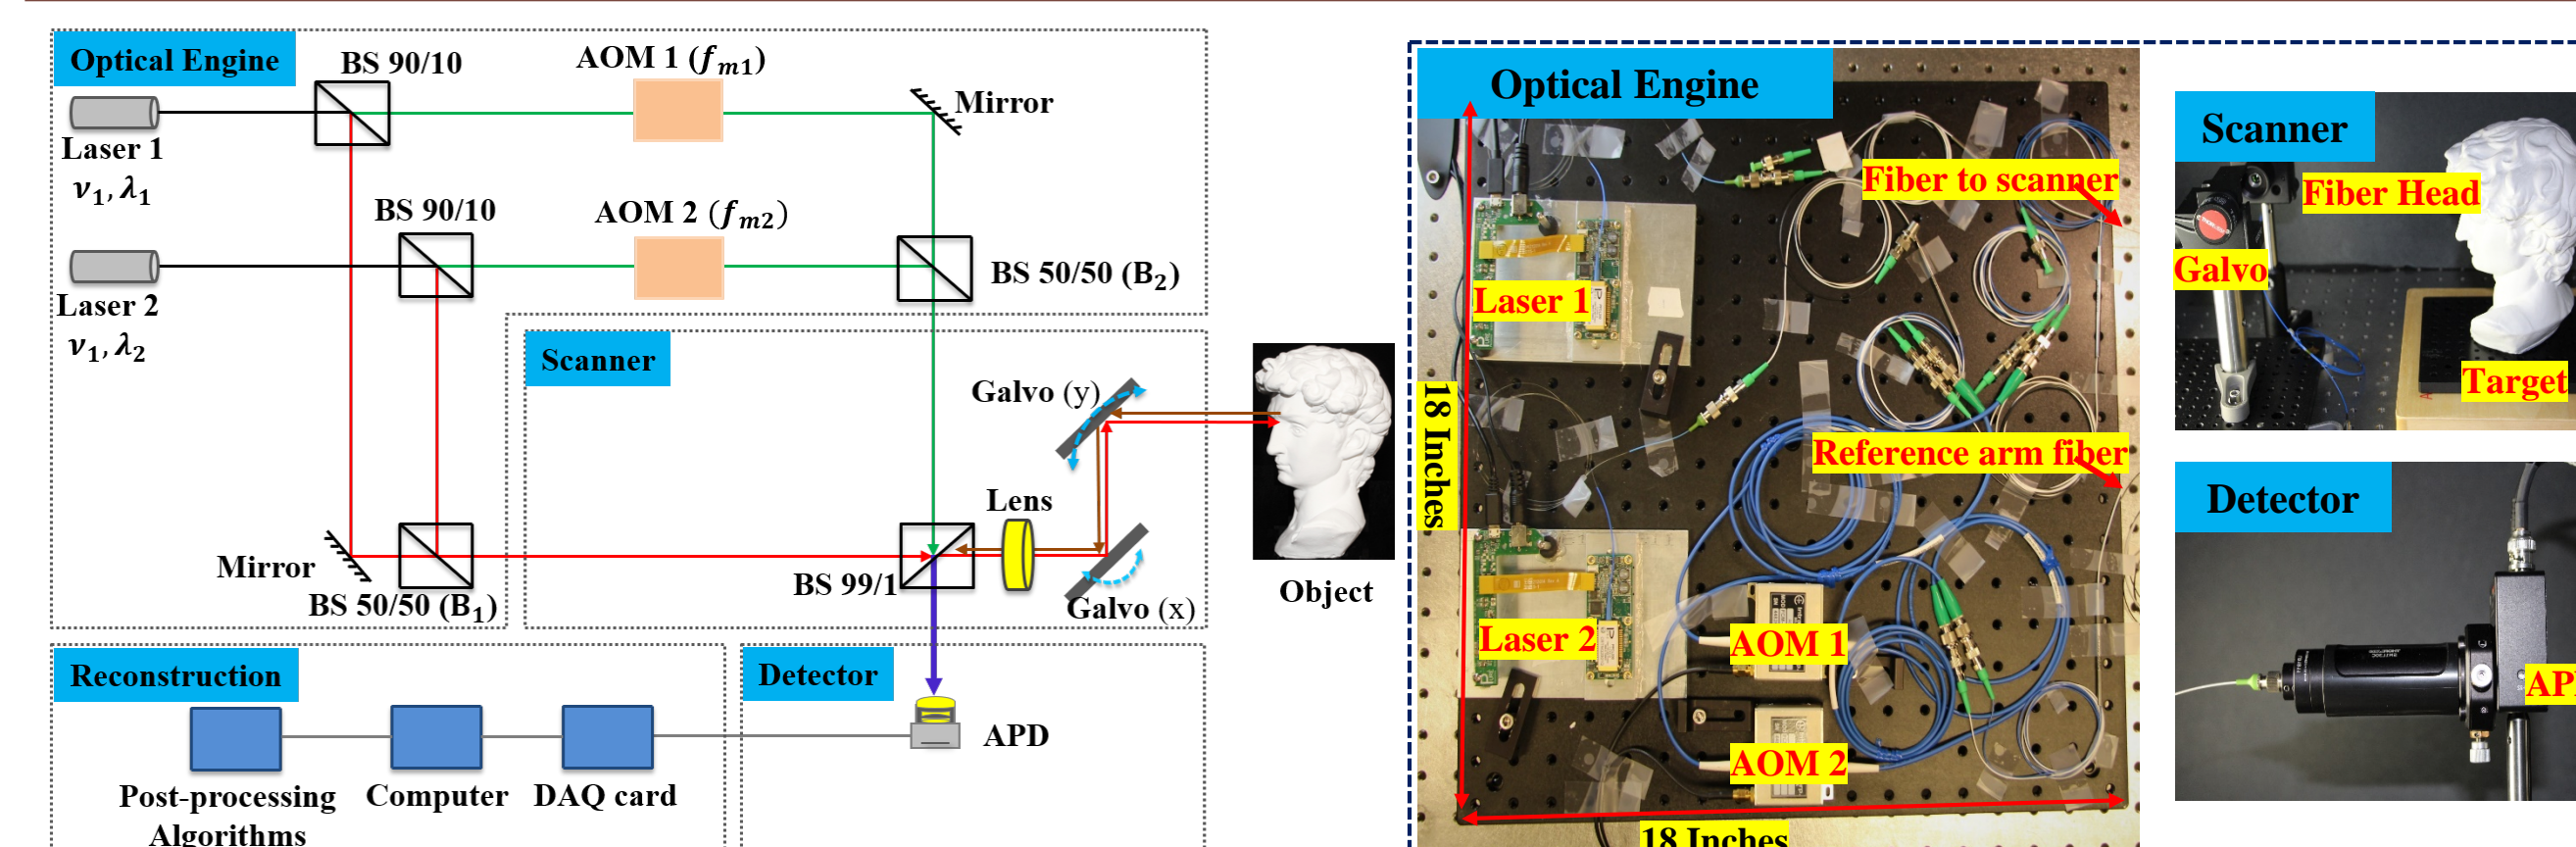 Optical Engine
BS 90/10
AOM 1 (fm1)
Mirror
Laser 1
ν1, λ1
BS 90/10
AOM 2 (fm2)
BS 50/50 (B2)
Laser 2
ν1, λ2
Scanner
Galvo (y)
Lens
Mirror
BS 50/50 (B1)
BS 99/1
Galvo (x)
Object
Reconstruction
Detector
APD
Post-processing
Algorithms
Computer
DAQ card
Optical Engine
Fiber to scanner
Laser 1
18 Inches
Reference arm fiber
Laser 2
AOM 1
AOM 2
18 Inches
Scanner
Fiber Head
Galvo
Target
Detector
AP